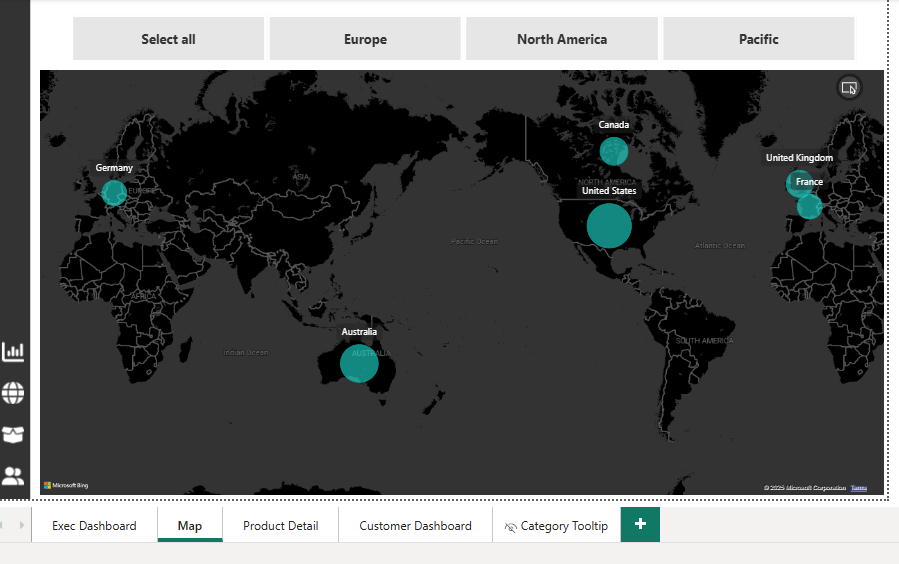 Select all
Europe
North America
Pacific
Canada
United Kingdom
Germany
ASIA
France
EUROPE
NORTH AMERICA
United States
Pacific Ocean
Atlantic Ocean
AFRICA
Australia
SOUTH AMERICA
Indian Ocean
AUSTRALIA
Microsoft Bing
© 2025 Microsoft Corporation Terms
Exec Dashboard
Map
Product Detail
Customer Dashboard
Category Tooltip
+